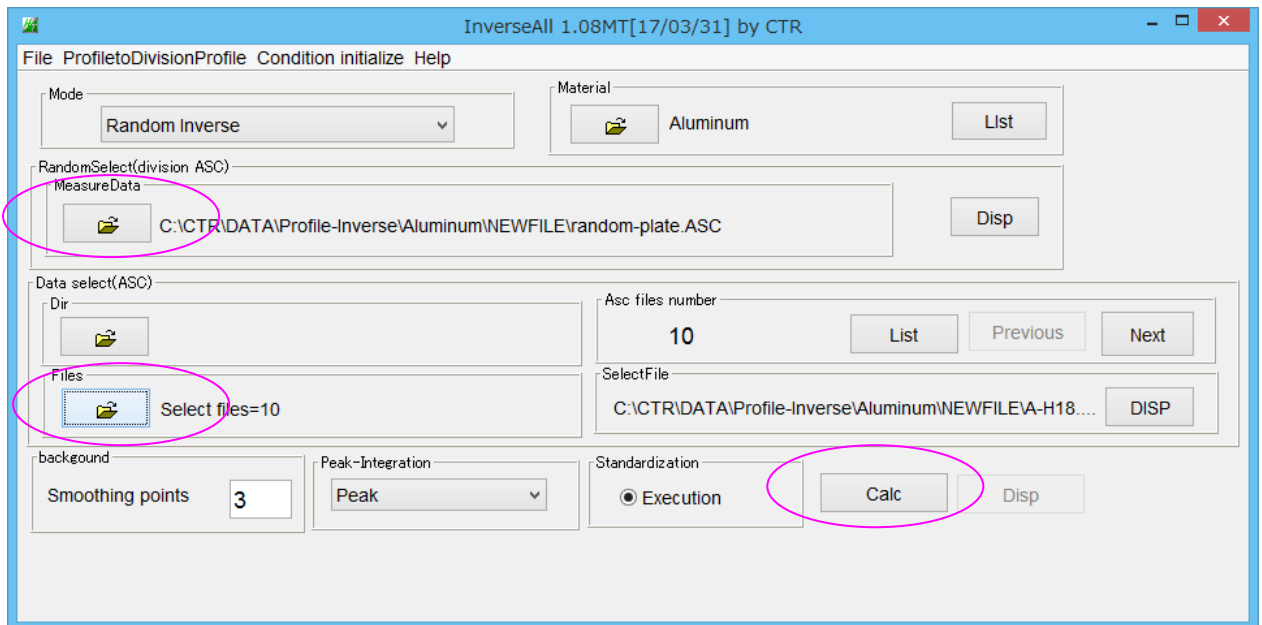 InverseAll 1.08MT[17/03/31] by CTR
File ProfiletoDivisionProfile Condition initialize Help
Mode
Random Inverse
Material
Aluminum
LIst
RandomSelect(division ASC)
MeasureData
C:\CTR\DATA\Profile-Inverse\Aluminum\NEWFILE\random-plate.ASC
Disp
Data select(ASC)
Dir
Asc files number
10
List
Previous
Next
Files
Select files=10
SelectFile
C:\CTR\DATA\Profile-Inverse\Aluminum\NEWFILE\A-H18....
DISP
backgound
Smoothing points
3
Peak-Integration
Peak
Standardization
Execution
Calc
Disp